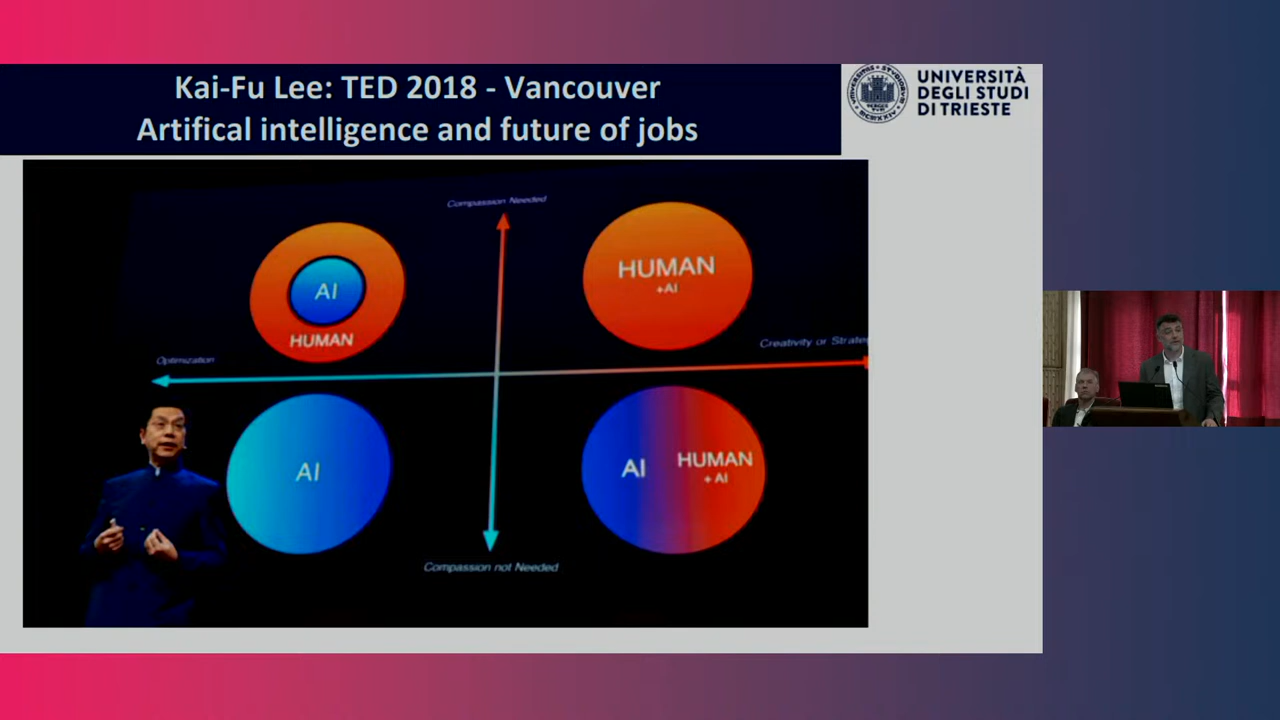 Kai-Fu Lee: TED 2018 - Vancouver
Artifical intelligence and future of jobs
UNIVERSITÀ
DEGLI STUDI
DI TRIESTE
Compassion Needed
AI
HUMAN
HUMAN
+AI
Optimization
Creativity or Strate
AI
AI
HUMAN
+ AI
Compassion not Needed